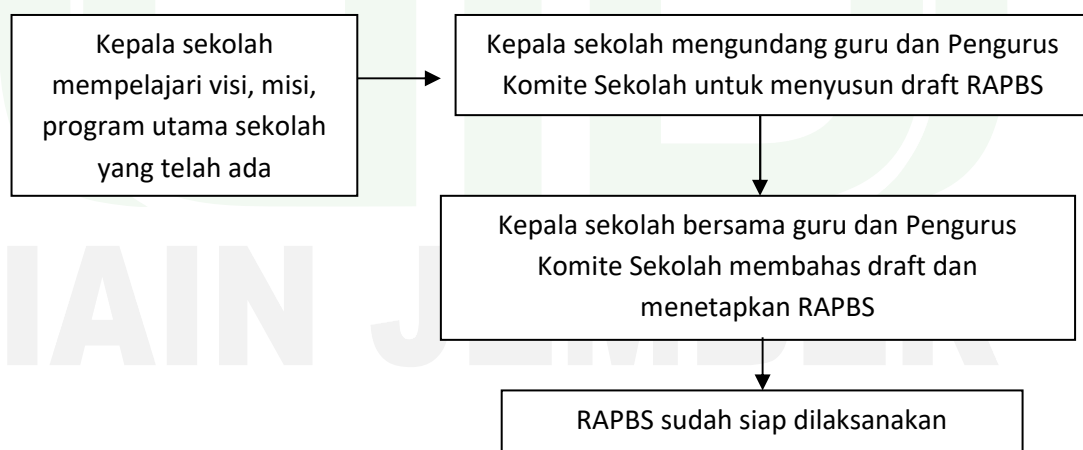 Kepala sekolah
mempelajari visi, misi,
program utama sekolah
yang telah ada
Kepala sekolah mengundang guru dan Pengurus
Komite Sekolah untuk menyusun draft RAPBS
Kepala sekolah bersama guru dan Pengurus
Komite Sekolah membahas draft dan
menetapkan RAPBS
IAIN JEMBER
RAPBS sudah siap dilaksanakan